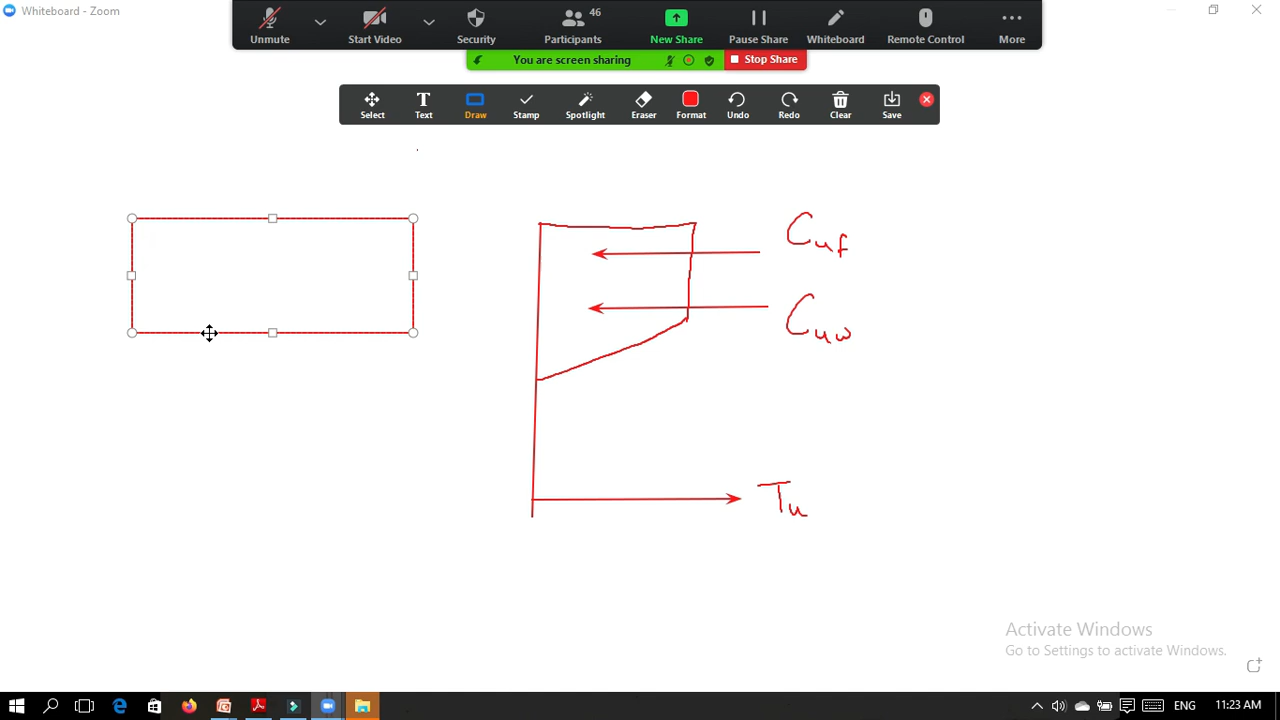 Whiteboard - Zoom
Unmute
Start Video
Security
46
Participants
New Share
Pause Share
Whiteboard
Remote Control
More
You are screen sharing
Stop Share
Select
Text
Draw
Stamp
Spotlight
Eraser
Format
Undo
Redo
Clear
Save
Cuf
Cuw
Tu
Activate Windows
Go to Settings to activate Windows.
ENG
11:23 AM